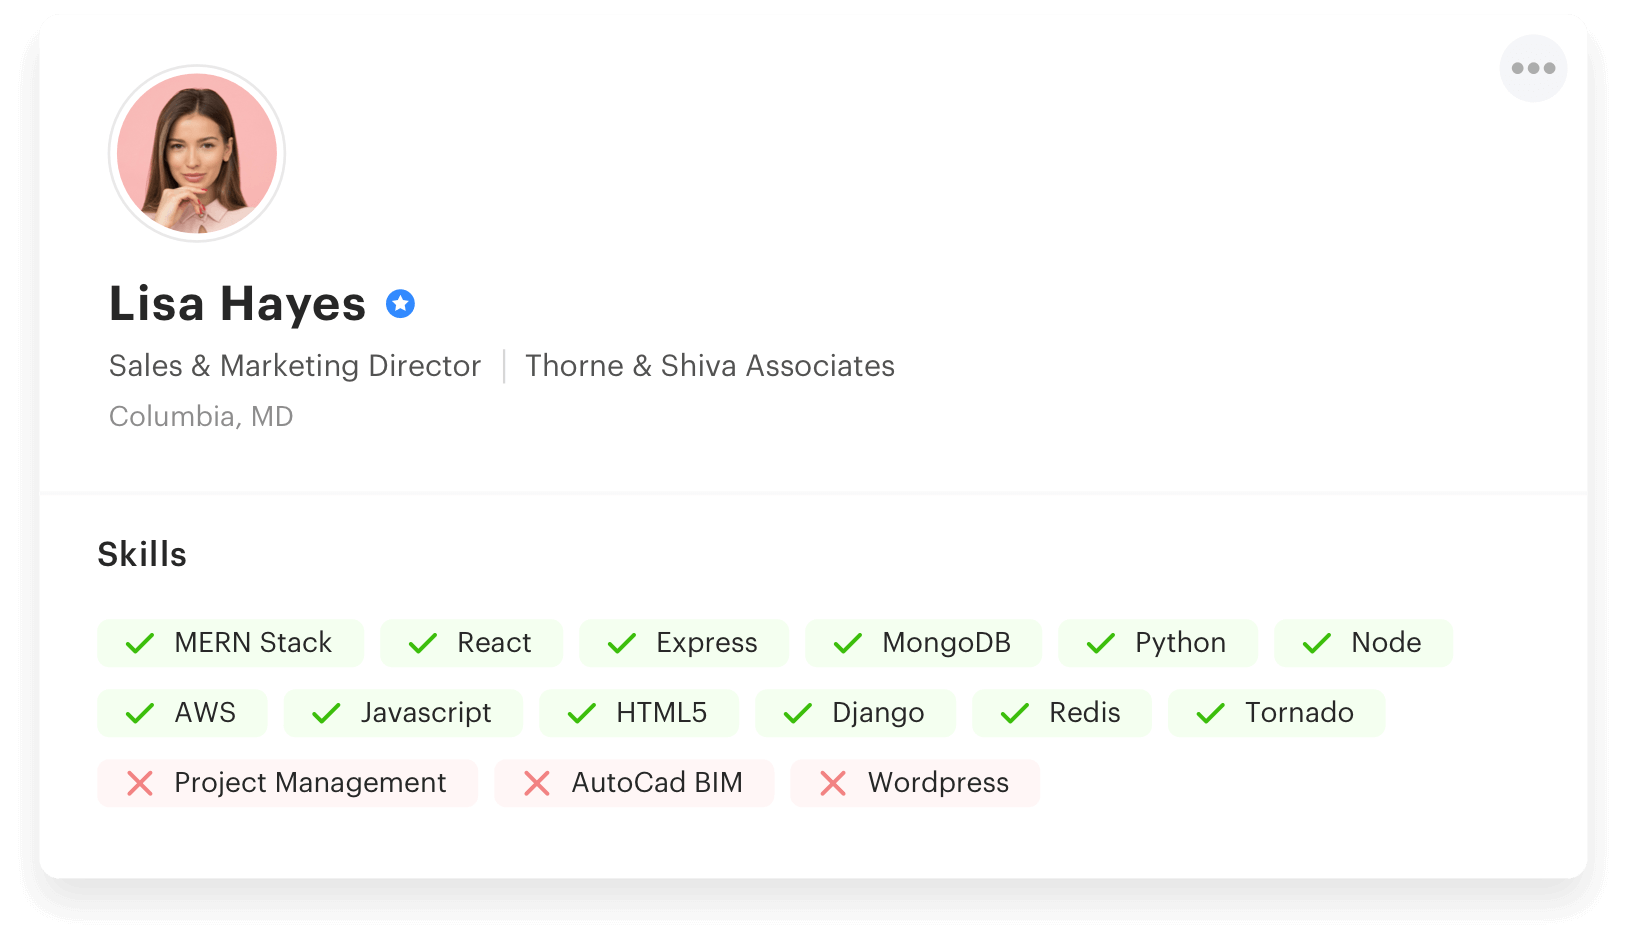 Lisa Hayes
Sales & Marketing Director | Thorne & Shiva Associates
Columbia, MD
Skills
MERN Stack React Express MongoDB Python Node
AWS Javascript HTML5 Django Redis Tornado
Project Management AutoCad BIM Wordpress